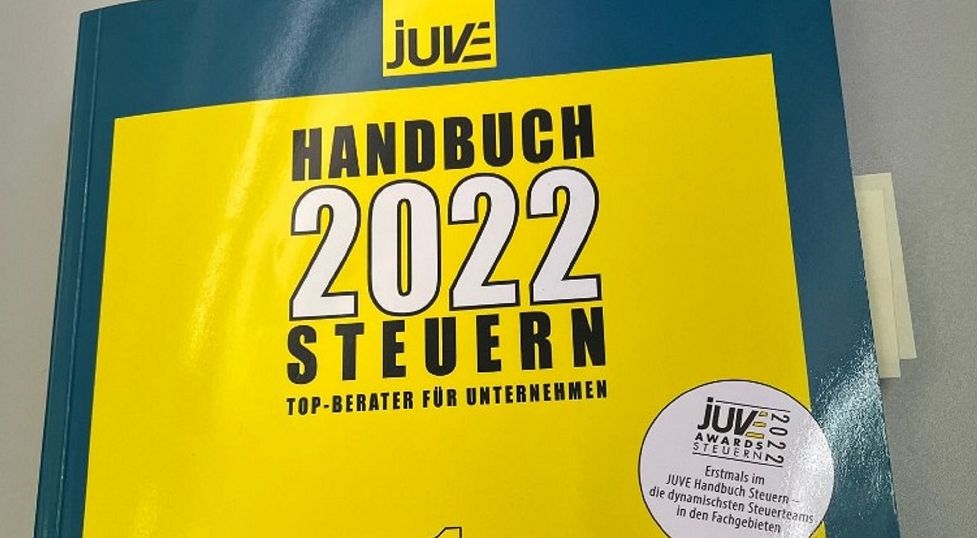 JUVE
HANDBUCH
2022
STEUERN
TOP-BERATER FÜR UNTERNEHMEN
JUVE
AWARDS
STEUERN
2022
Erstmals im
JUVE Handbuch Steuern –
die dynamischsten Steuerteams
in den Fachgebieten